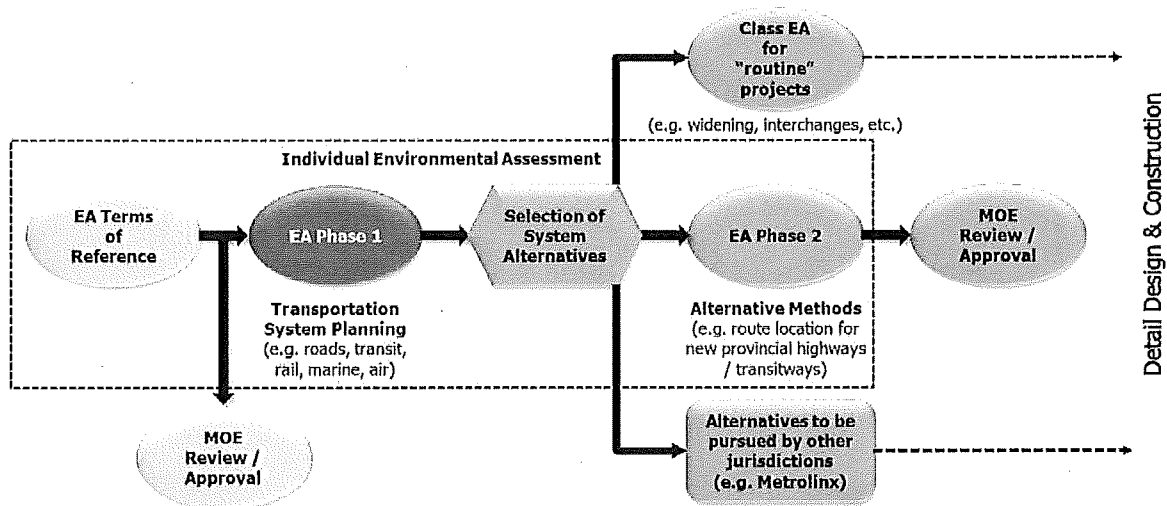 Class EA
for
"routine"
projects
(e.g. widening, interchanges, etc.)
Individual Environmental Assessment
EA Terms
of
Reference
EA Phase 1
Selection of
System
Alternatives
EA Phase 2
MOE
Review /
Approval
Transportation
System Planning
(e.g. roads, transit,
rail, marine, air)
Alternative Methods
(e.g. route location for
new provincial highways
/ transitways)
MOE
Review /
Approval
Alternatives to be
pursued by other
jurisdictions
(e.g. Metrolinx)
Detail Design & Construction